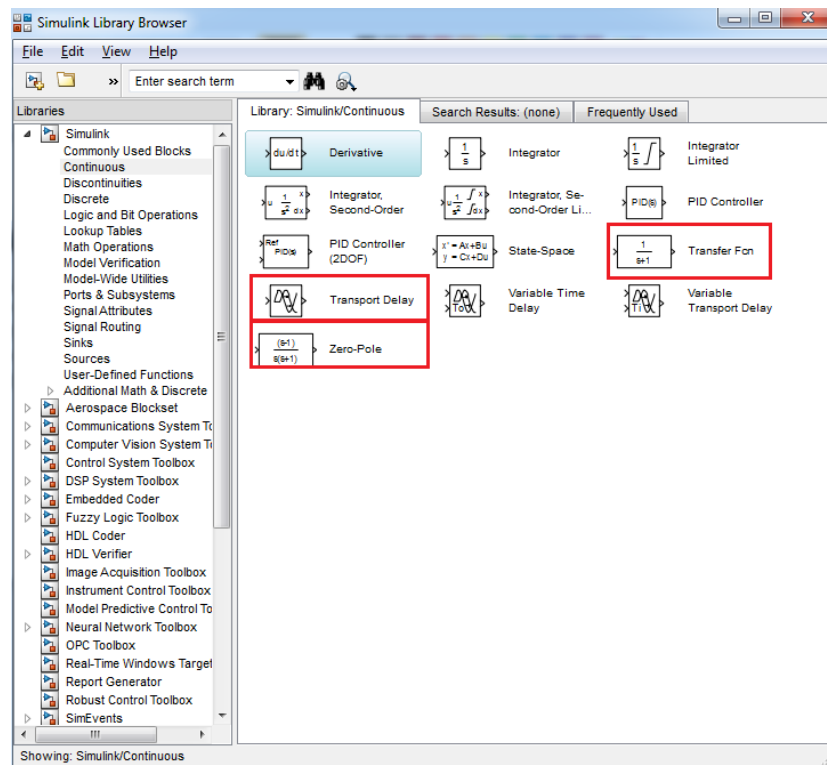 Simulink Library Browser
File Edit View Help
» Enter search term
Libraries
Simulink
Commonly Used Blocks
Continuous
Discontinuities
Discrete
Logic and Bit Operations
Lookup Tables
Math Operations
Model Verification
Model-Wide Utilities
Ports & Subsystems
Signal Attributes
Signal Routing
Sinks
Sources
User-Defined Functions
Additional Math & Discrete
Aerospace Blockset
Communications System To
Computer Vision System T
Control System Toolbox
DSP System Toolbox
Embedded Coder
Fuzzy Logic Toolbox
HDL Coder
HDL Verifier
Image Acquisition Toolbox
Instrument Control Toolbox
Model Predictive Control To
Neural Network Toolbox
OPC Toolbox
Real-Time Windows Target
Report Generator
Robust Control Toolbox
SimEvents
Library: Simulink/Continuous Search Results: (none) Frequently Used
du/dt Derivative
1
s
Integrator
1
s
Integrator
Limited
u 1 x
s² dx
Integrator,
Second-Order
u 1 ∫ x
s² ∫dx
Integrator, Se-
cond-Order Li...
PID(s) PID Controller
Ref
PID(s)
PID Controller
(2DOF)
x' = Ax+Bu
y = Cx+Du
State-Space
1
s+1
Transfer Fcn
Transport Delay
To
Variable Time
Delay
Ti
Variable
Transport Delay
(s-1)
s(s+1)
Zero-Pole
Showing: Simulink/Continuous